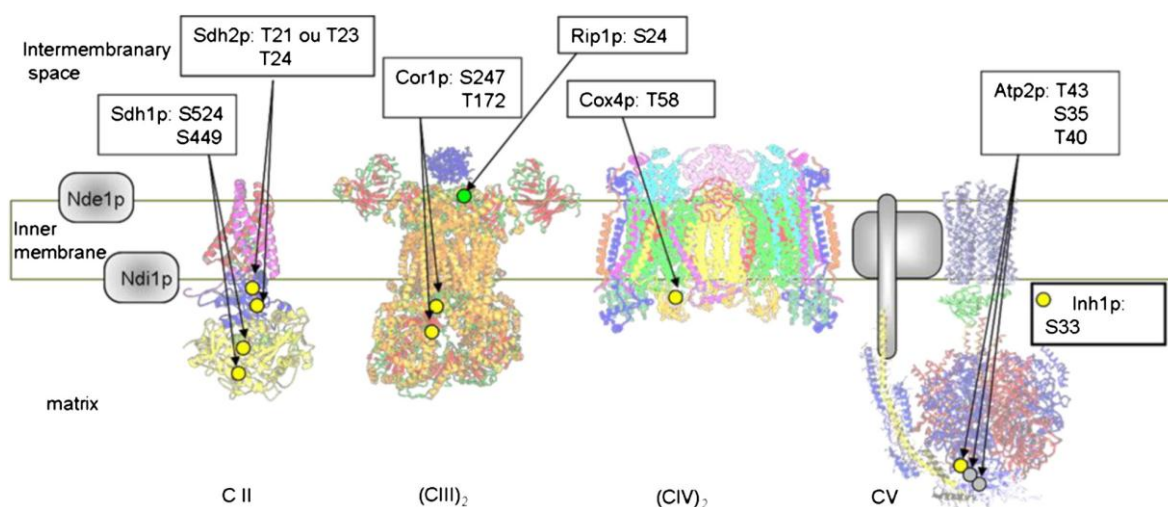 Intermembranary
space
Sdh2p: T21 ou T23
T24
Rip1p: S24
Cor1p: S247
T172
Cox4p: T58
Atp2p: T43
S35
T40
Sdh1p: S524
S449
Nde1p
Inner
membrane
Ndi1p
Inh1p:
S33
matrix
C II
(CIII)2
(CIV)2
CV